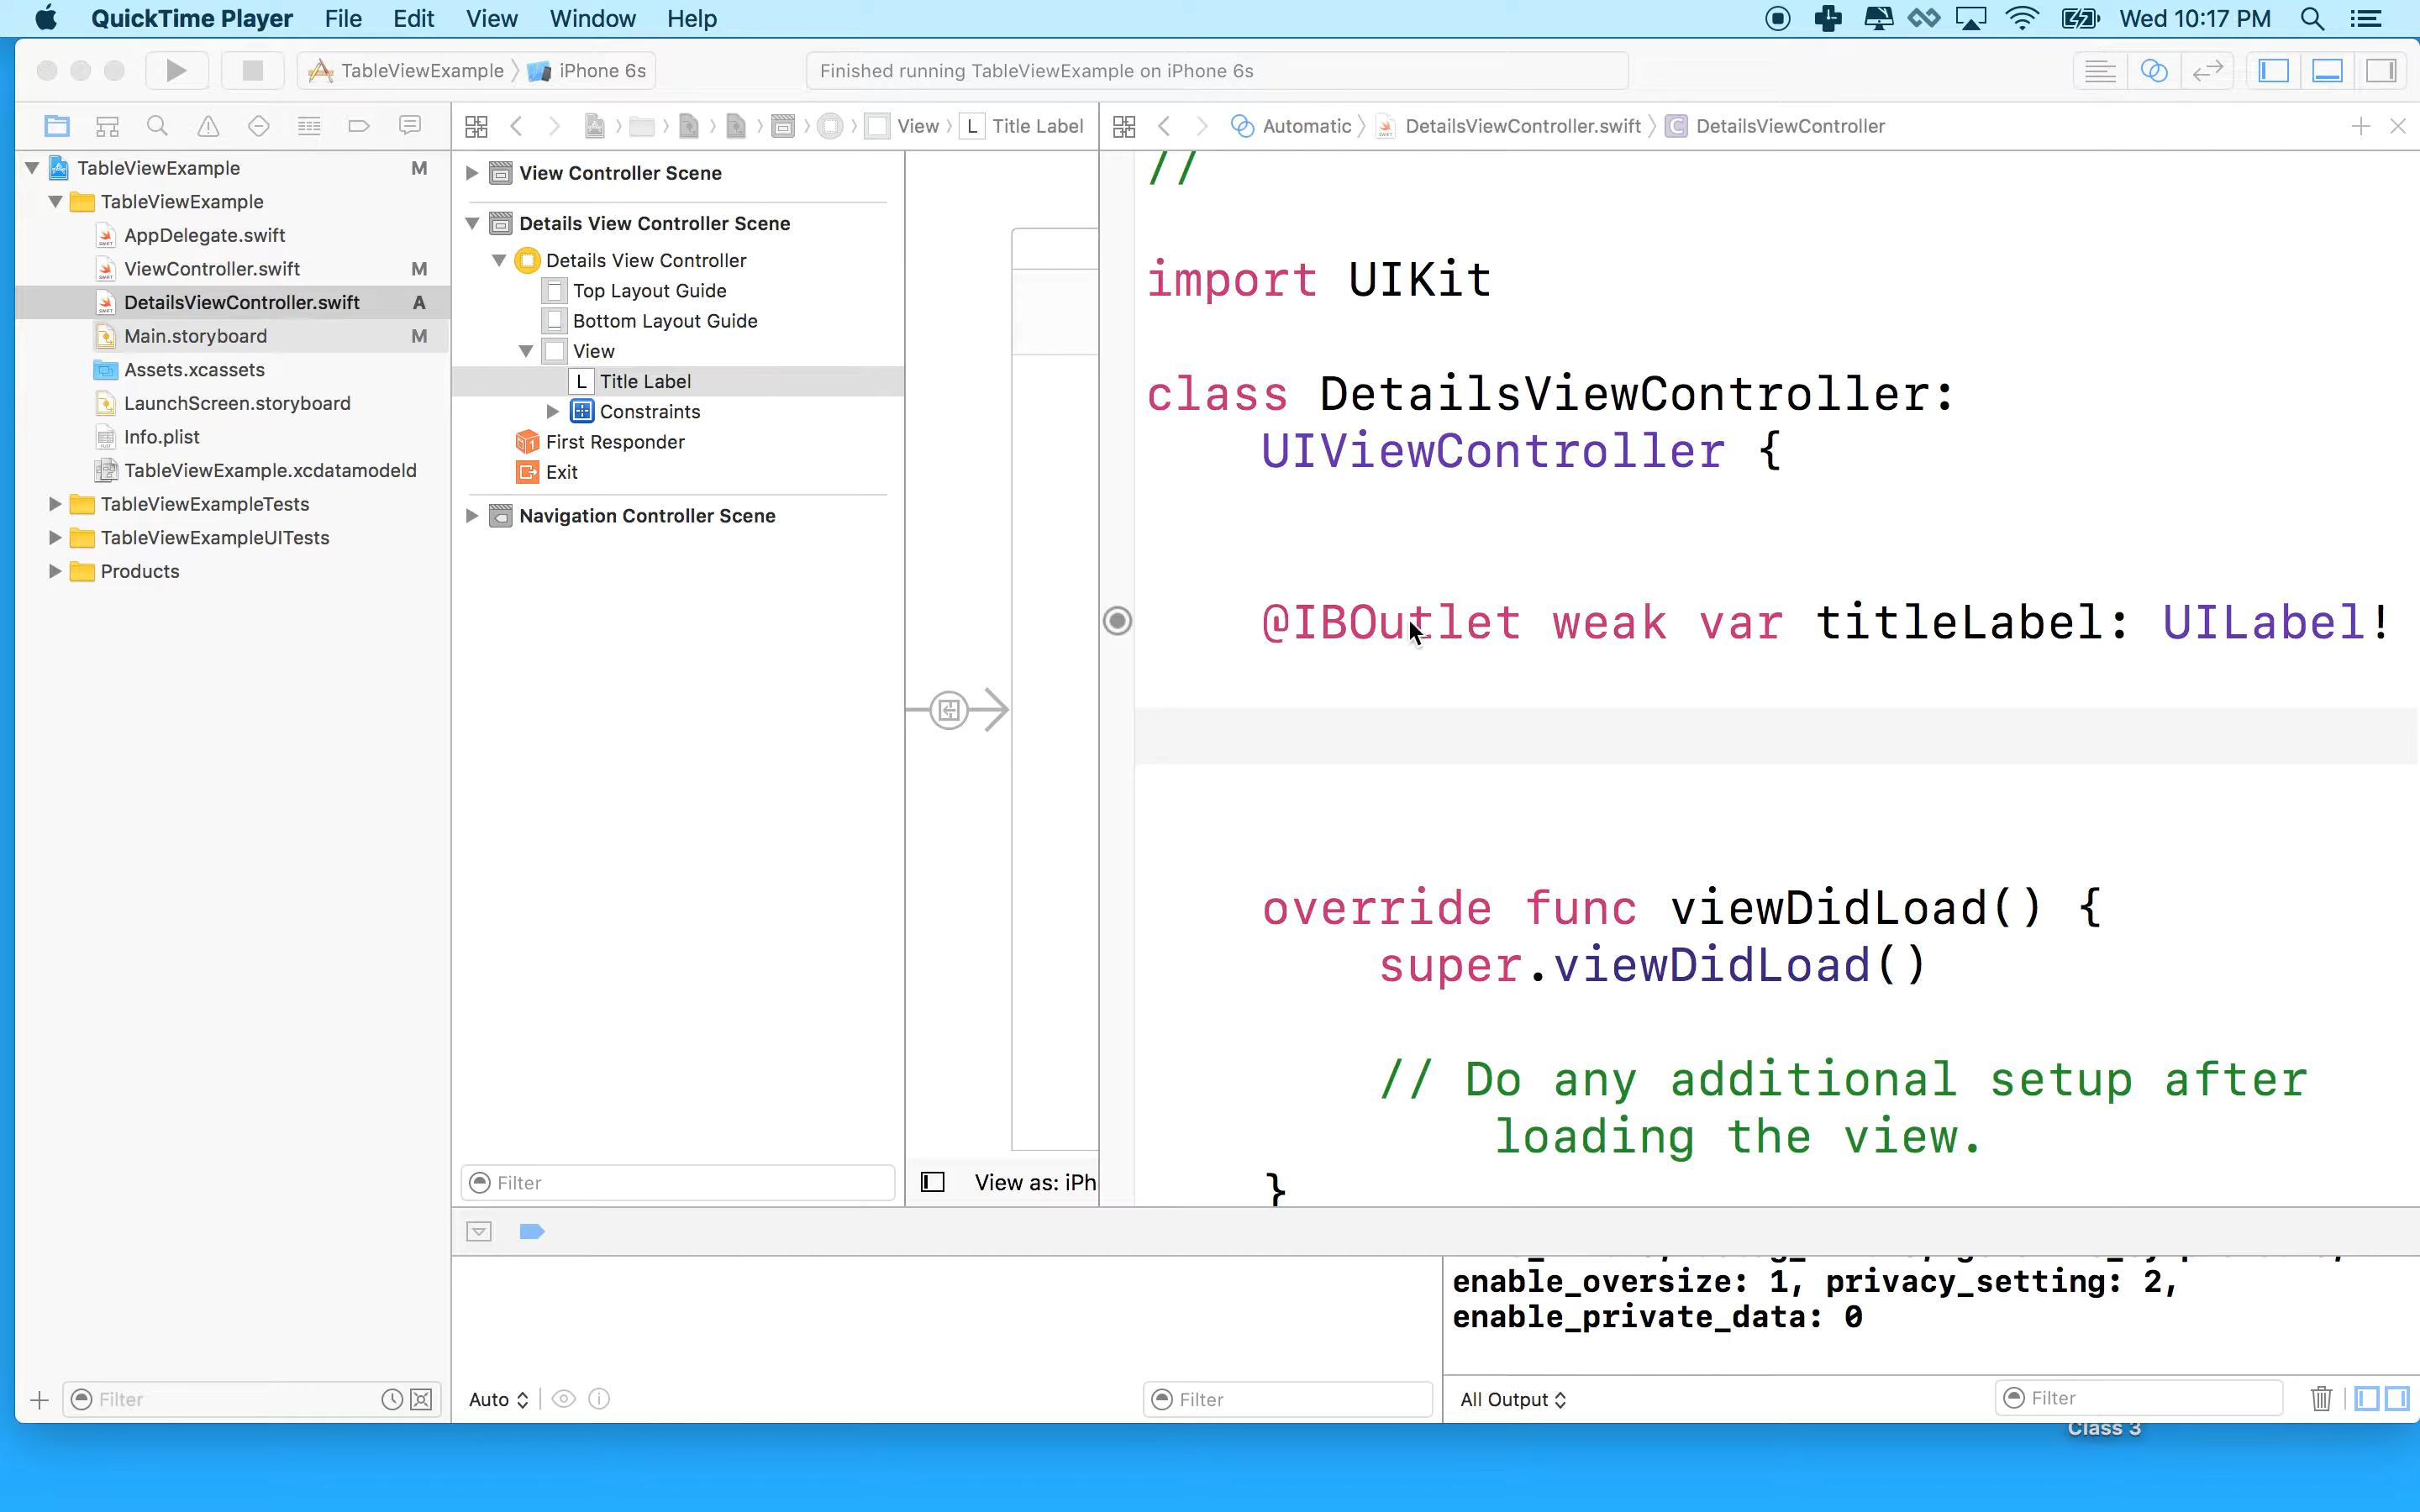 QuickTime Player File Edit View Window Help Wed 10:17 PM
TableViewExample iPhone 6s Finished running TableViewExample on iPhone 6s
View L Title Label Automatic DetailsViewController.swift C DetailsViewController
TableViewExample M
TableViewExample
AppDelegate.swift
ViewController.swift M
DetailsViewController.swift A
Main.storyboard M
Assets.xcassets
LaunchScreen.storyboard
Info.plist
TableViewExample.xcdatamodeld
TableViewExampleTests
TableViewExampleUITests
Products
View Controller Scene
Details View Controller Scene
Details View Controller
Top Layout Guide
Bottom Layout Guide
View
L Title Label
Constraints
First Responder
Exit
Navigation Controller Scene
Filter
View as: iPh
//
import UIKit
class DetailsViewController:
UIViewController {
@IBOutlet weak var titleLabel: UILabel!
override func viewDidLoad() {
super.viewDidLoad()
// Do any additional setup after
loading the view.
}
enable_oversize: 1, privacy_setting: 2,
enable_private_data: 0
Filter
Auto
Filter
All Output
Filter
Class 3